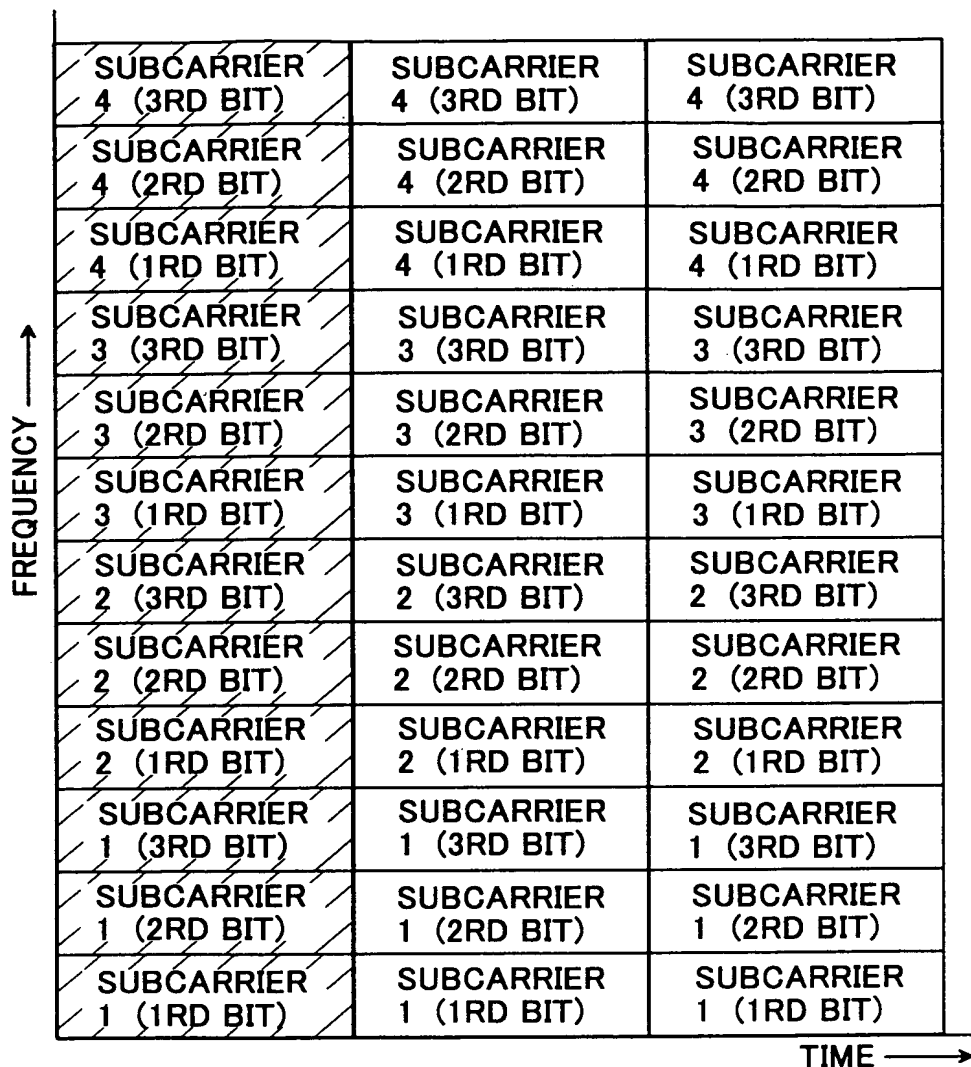 SUBCARRIER SUBCARRIER SUBCARRIER
4 (3RD BIT) 4 (3RD BIT) 4 (3RD BIT)
SUBCARRIER SUBCARRIER SUBCARRIER
4 (2RD BIT) 4 (2RD BIT) 4 (2RD BIT)
SUBCARRIER SUBCARRIER SUBCARRIER
4 (1RD BIT) 4 (1RD BIT) 4 (1RD BIT)
SUBCARRIER SUBCARRIER SUBCARRIER
3 (3RD BIT) 3 (3RD BIT) 3 (3RD BIT)
SUBCARRIER SUBCARRIER SUBCARRIER
3 (2RD BIT) 3 (2RD BIT) 3 (2RD BIT)
SUBCARRIER SUBCARRIER SUBCARRIER
3 (1RD BIT) 3 (1RD BIT) 3 (1RD BIT)
SUBCARRIER SUBCARRIER SUBCARRIER
2 (3RD BIT) 2 (3RD BIT) 2 (3RD BIT)
SUBCARRIER SUBCARRIER SUBCARRIER
2 (2RD BIT) 2 (2RD BIT) 2 (2RD BIT)
SUBCARRIER SUBCARRIER SUBCARRIER
2 (1RD BIT) 2 (1RD BIT) 2 (1RD BIT)
SUBCARRIER SUBCARRIER SUBCARRIER
1 (3RD BIT) 1 (3RD BIT) 1 (3RD BIT)
SUBCARRIER SUBCARRIER SUBCARRIER
1 (2RD BIT) 1 (2RD BIT) 1 (2RD BIT)
SUBCARRIER SUBCARRIER SUBCARRIER
1 (1RD BIT) 1 (1RD BIT) 1 (1RD BIT)
FREQUENCY
TIME